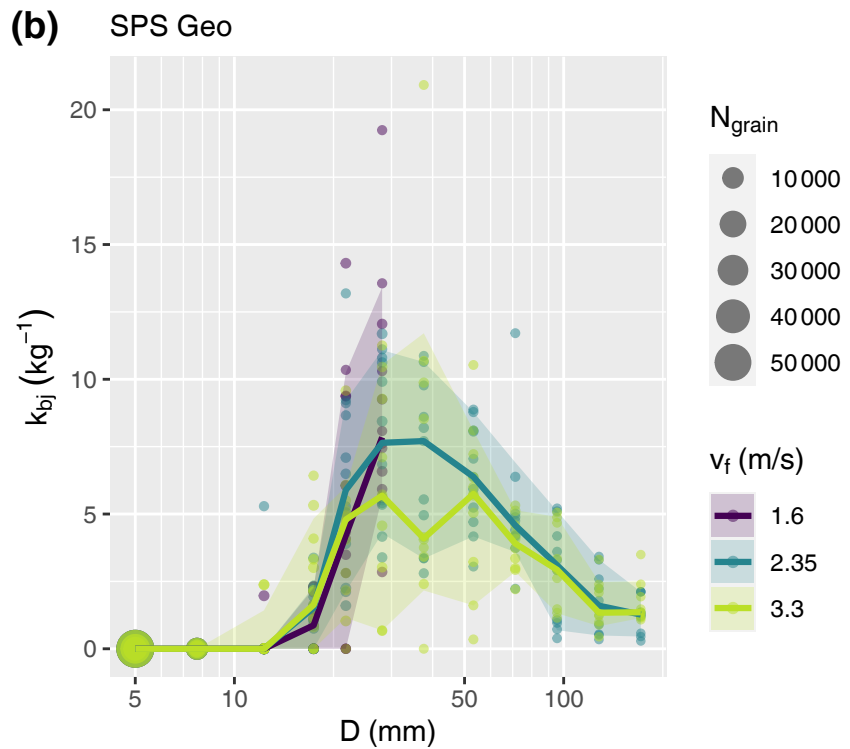 (b) SPS Geo
20
15
10
5
0
k_bj (kg⁻¹)
5 10 50 100
D (mm)
N_grain
10 000
20 000
30 000
40 000
50 000
v_f (m/s)
1.6
2.35
3.3